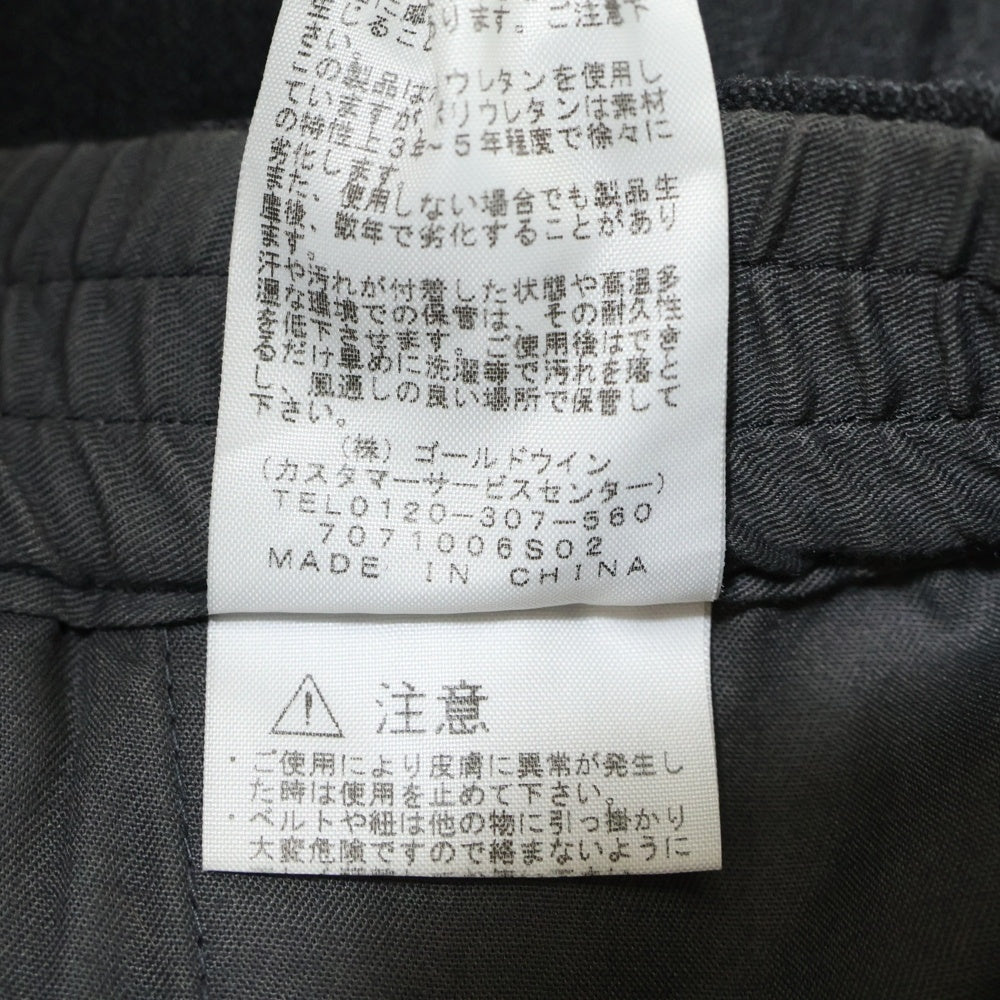 ります。ご注意下
この製品はポリウレタンを使用し
ています。ポリウレタンは素材
の特性上3~5年程度で徐々に
劣化し、使用しない場合でも製品生
産後、数年で劣化することがあり
ます。
汗や汚れが付着した状態や高温多
湿な環境での保管は、その耐久性
を低下させます。ご使用後は できる
だけ早めに洗濯等で汚れを落とし
風通しの良い場所で保管して
下さい。
(株)ゴールドウイン
(カスタマーサービスセンター)
TEL0120-307-560
7071006S02
MADE IN CHINA
注意
・ご使用により皮膚に異常が発生し
た時は使用を止めて下さい。
・ベルトや紐は他の物に引っ掛かり
大変危険ですので絡まないように